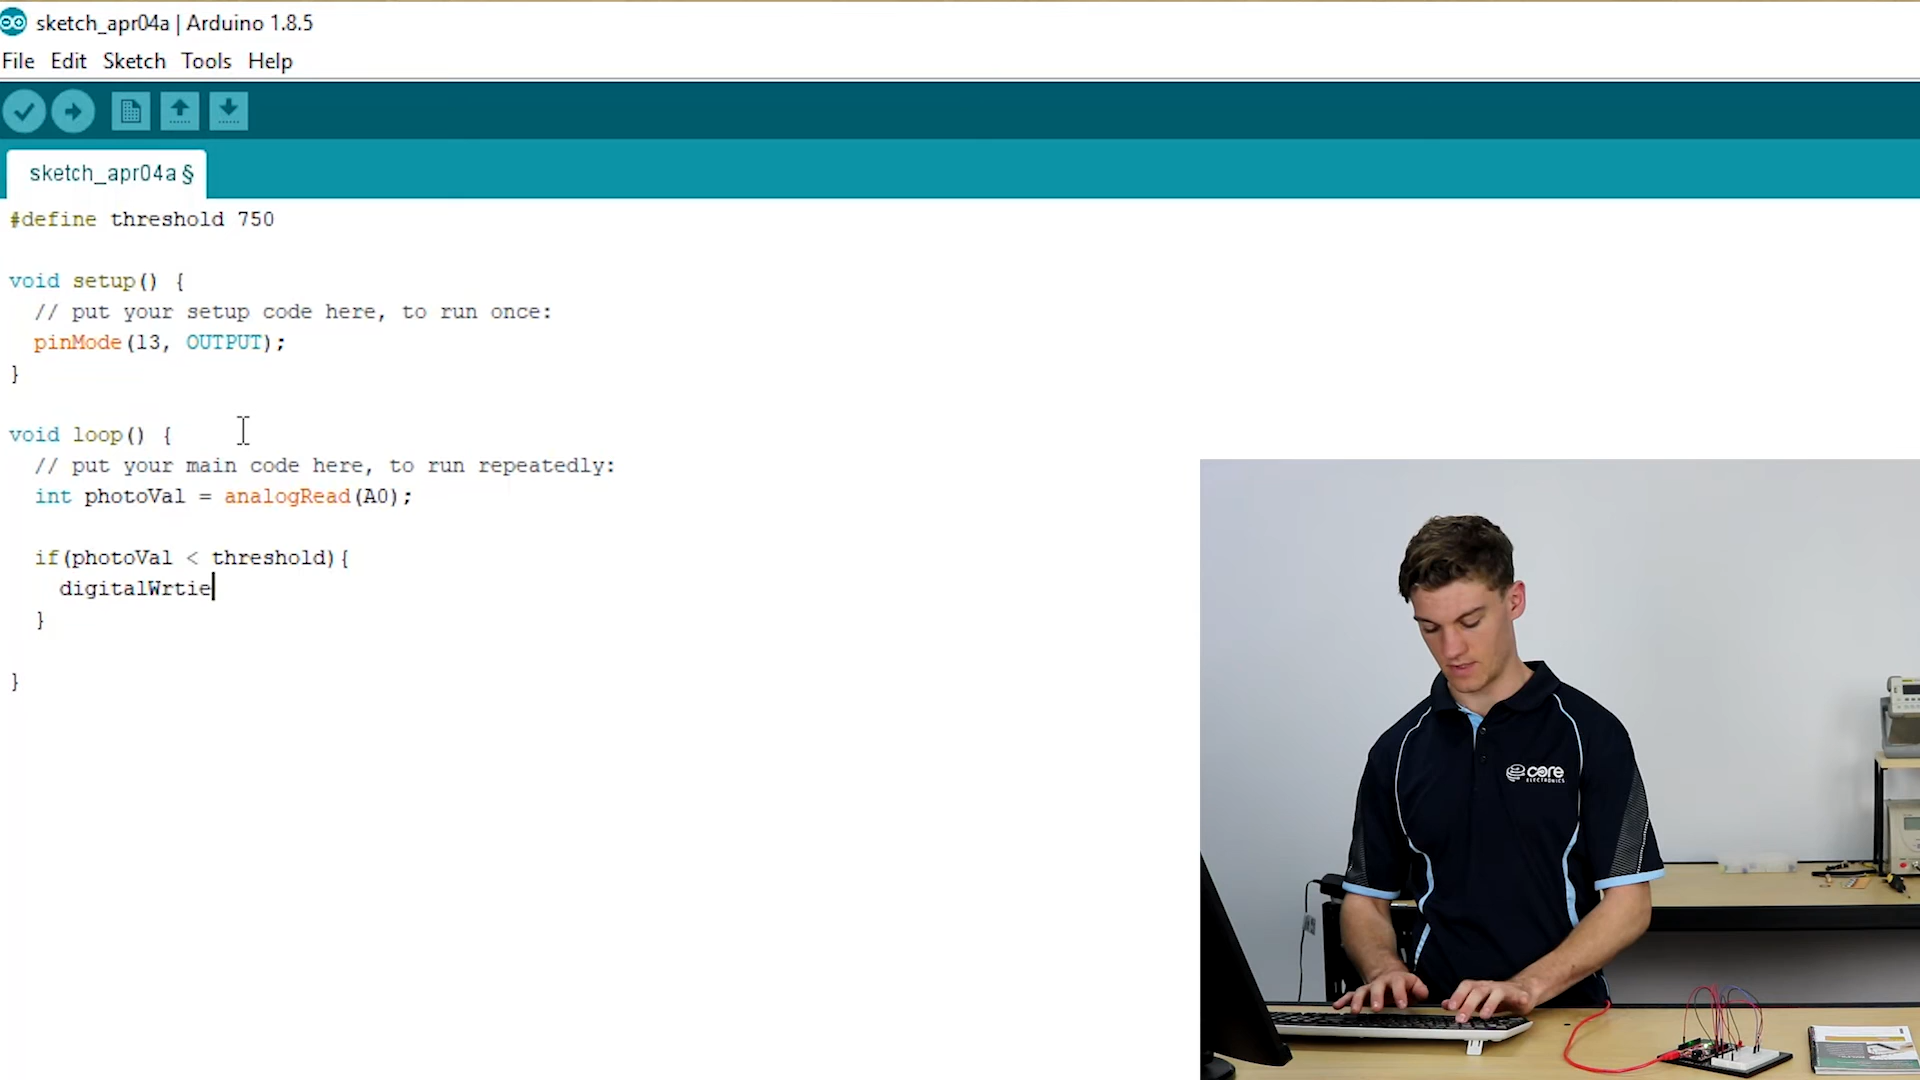 sketch_apr04a | Arduino 1.8.5
File Edit Sketch Tools Help
sketch_apr04a §
#define threshold 750
void setup() {
// put your setup code here, to run once:
pinMode(13, OUTPUT);
}
void loop() {
// put your main code here, to run repeatedly:
int photoVal = analogRead(A0);
if(photoVal < threshold){
digitalWrtie
}
}
core
ELECTRONICS